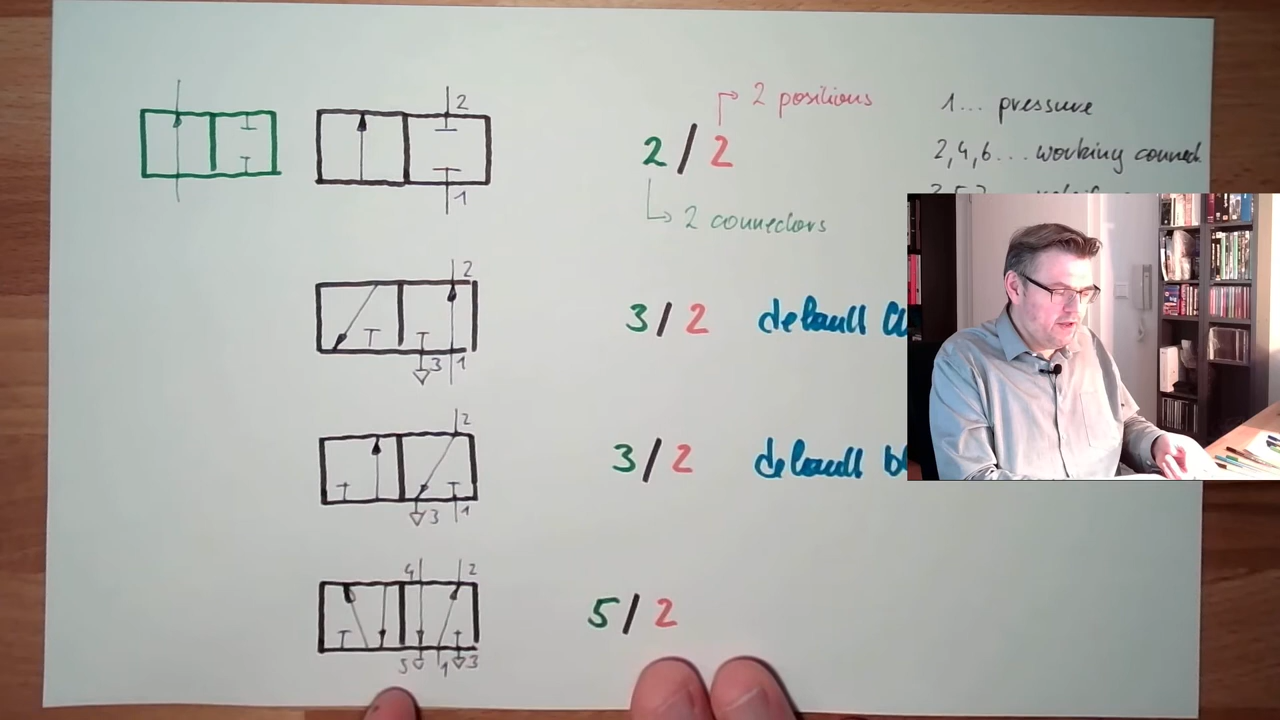 2
1
2 / 2
2 positions
2 connectors
1... pressure
2,4,6... working connect.
2
3 1
3 / 2 default
2
3 1
3 / 2 default
4 2
5 1 3
5 / 2